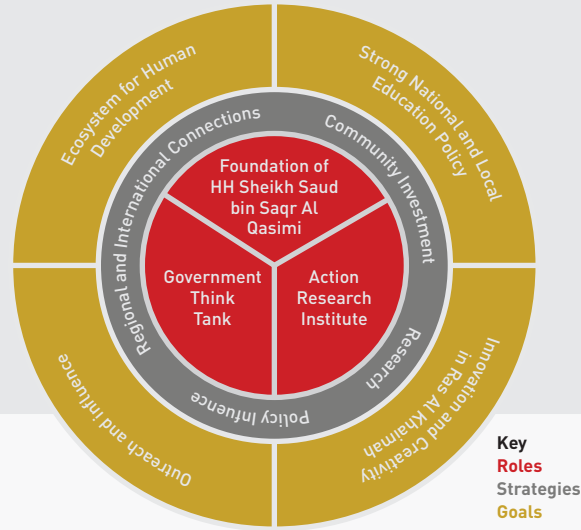 Ecosystem for Human
Development
Strong National and Local
Education Policy
Regional and International Connections
Community Investment
Foundation of
HH Sheikh Saud
bin Saqr Al
Qasimi
Government
Think
Tank
Action
Research
Institute
Research
Policy Infuence
Outreach and Influence
Innovation and Creativity
in Ras Al Khaimah
Key
Roles
Strategies
Goals